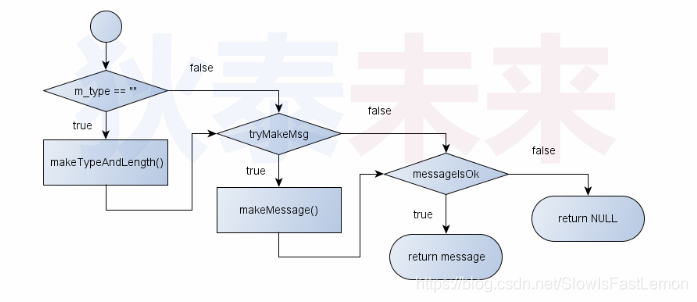 狄泰未来
false
m_type == ""
false
true
tryMakeMsg
false
makeTypeAndLength()
true
messageIsOk
makeMessage()
true
return NULL
return message
https://blog.csdn.net/SlowIsFastLemon